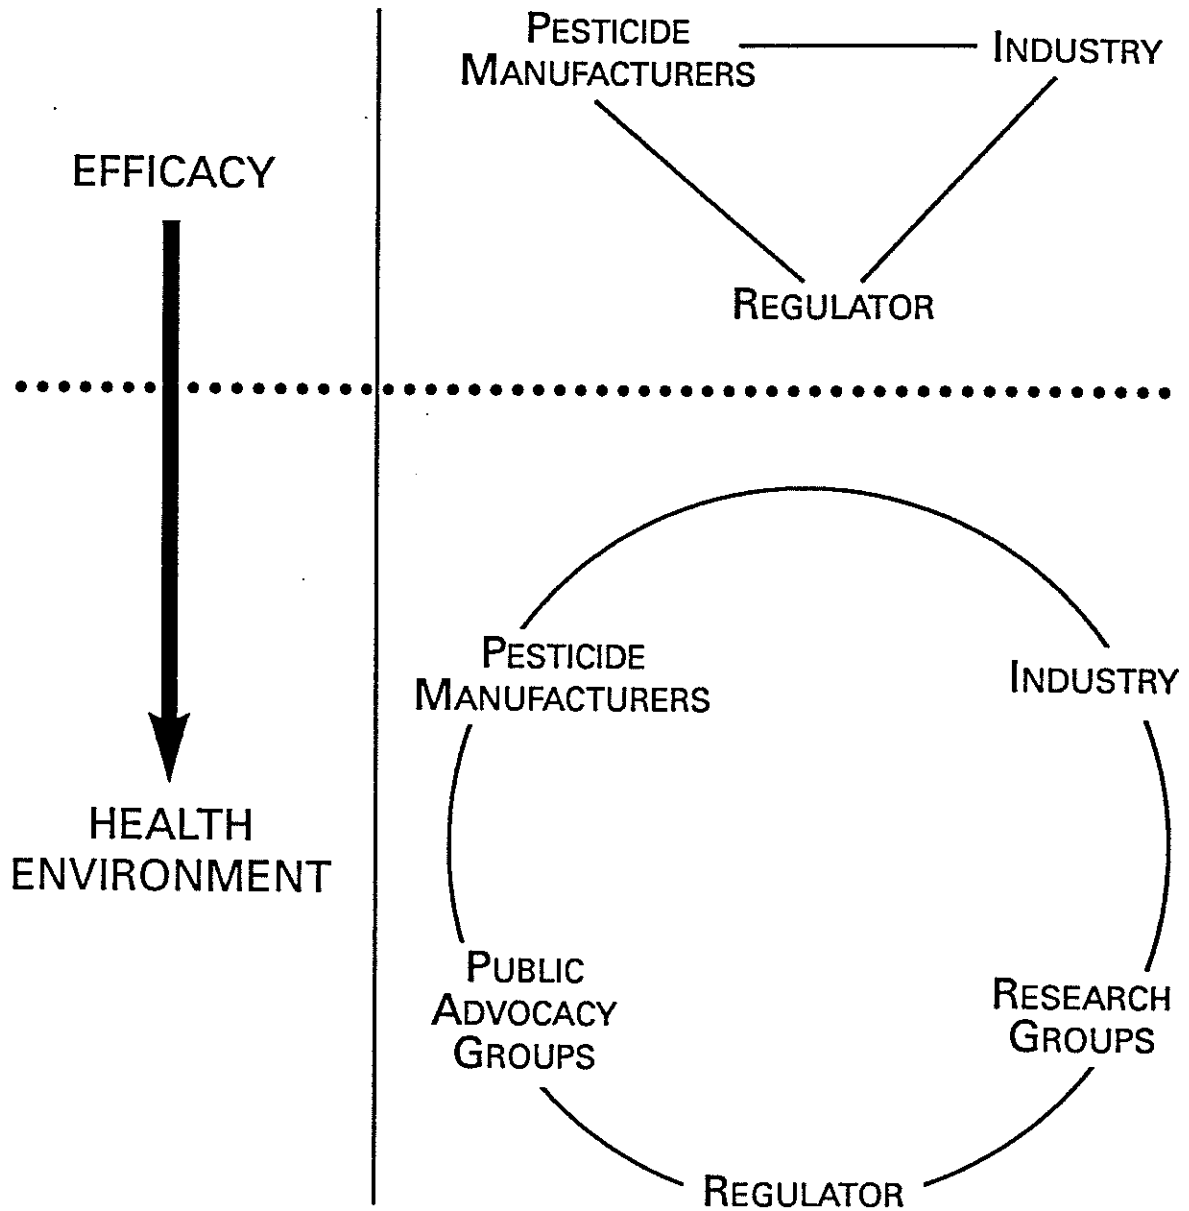 PESTICIDE
MANUFACTURERS
INDUSTRY
EFFICACY
REGULATOR
PESTICIDE
MANUFACTURERS
INDUSTRY
HEALTH
ENVIRONMENT
PUBLIC
ADVOCACY
GROUPS
RESEARCH
GROUPS
REGULATOR